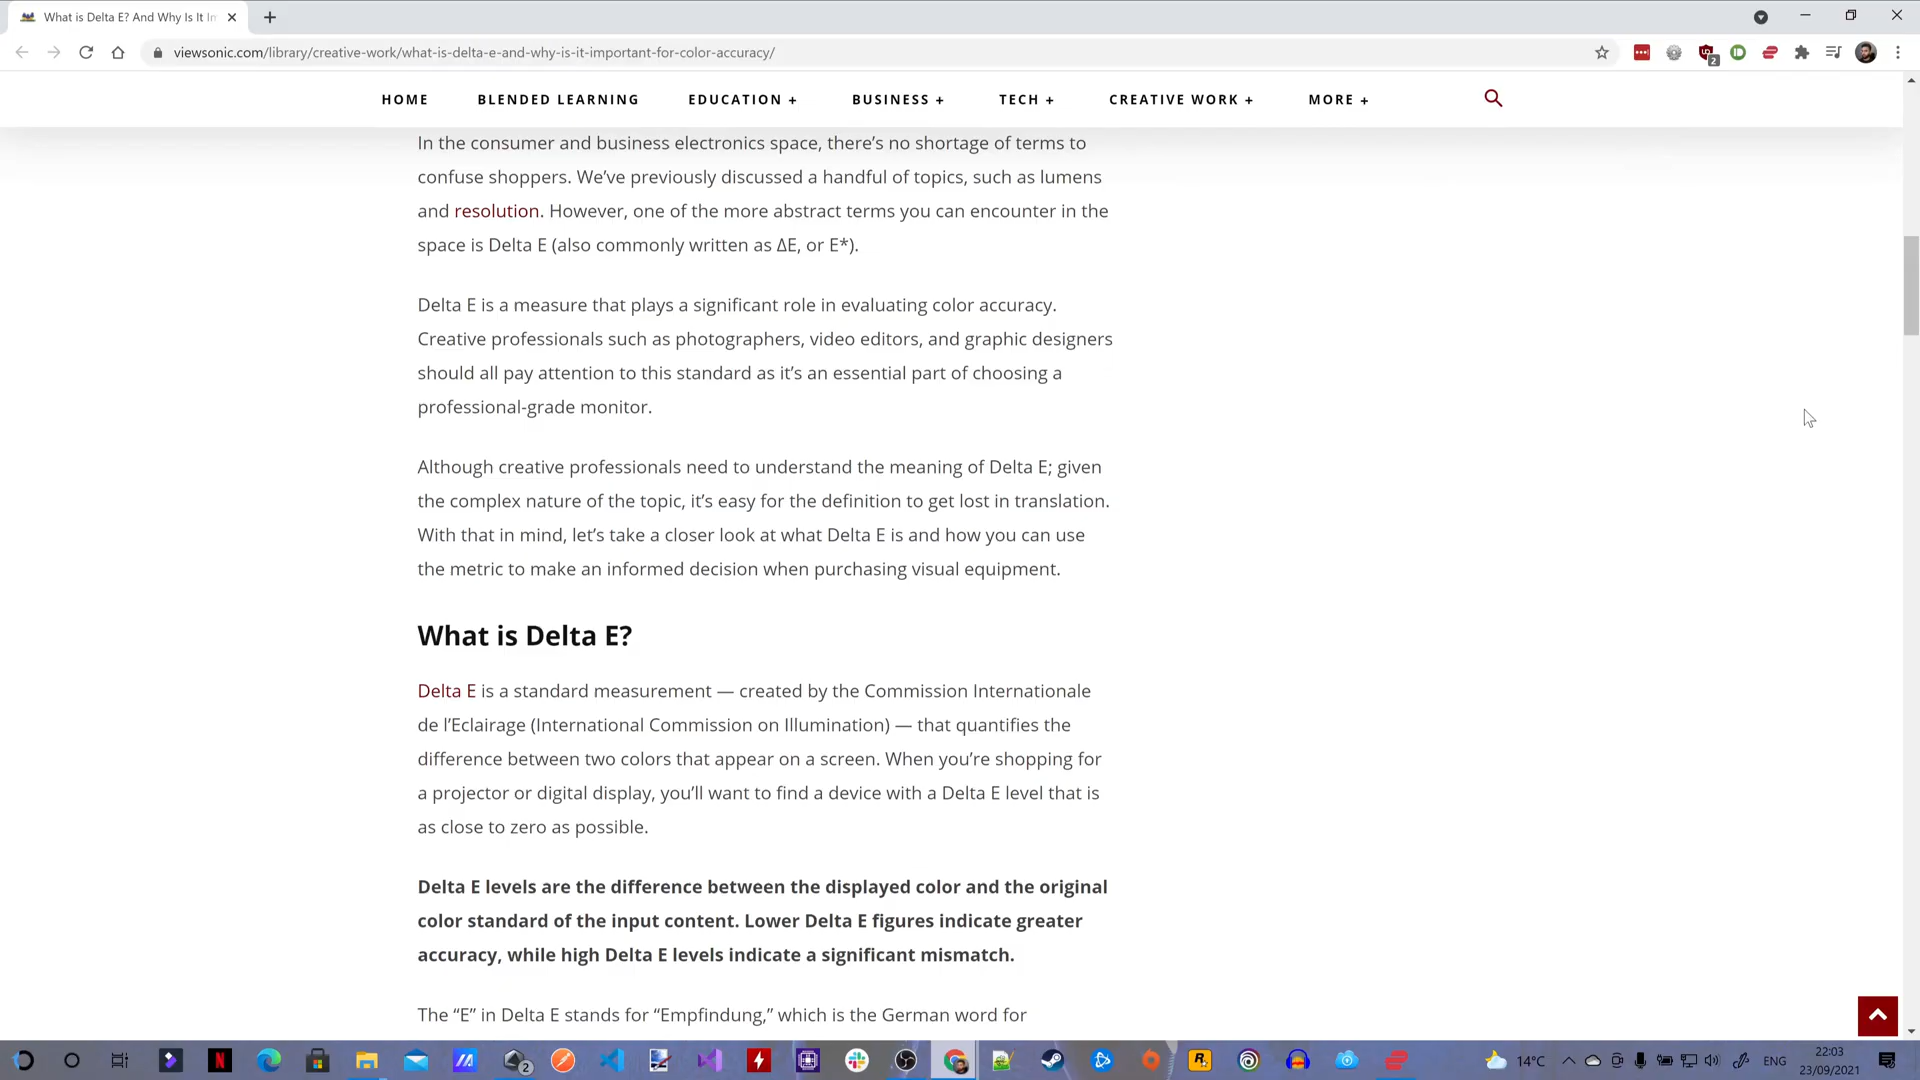 What is Delta E? And Why Is It Im
viewsonic.com/library/creative-work/what-is-delta-e-and-why-is-it-important-for-color-accuracy/
2
HOME BLENDED LEARNING EDUCATION + BUSINESS + TECH + CREATIVE WORK + MORE +
In the consumer and business electronics space, there’s no shortage of terms to
confuse shoppers. We’ve previously discussed a handful of topics, such as lumens
and resolution. However, one of the more abstract terms you can encounter in the
space is Delta E (also commonly written as ΔE, or E*).
Delta E is a measure that plays a significant role in evaluating color accuracy.
Creative professionals such as photographers, video editors, and graphic designers
should all pay attention to this standard as it’s an essential part of choosing a
professional-grade monitor.
Although creative professionals need to understand the meaning of Delta E; given
the complex nature of the topic, it’s easy for the definition to get lost in translation.
With that in mind, let’s take a closer look at what Delta E is and how you can use
the metric to make an informed decision when purchasing visual equipment.
What is Delta E?
Delta E is a standard measurement — created by the Commission Internationale
de l’Eclairage (International Commission on Illumination) — that quantifies the
difference between two colors that appear on a screen. When you’re shopping for
a projector or digital display, you’ll want to find a device with a Delta E level that is
as close to zero as possible.
Delta E levels are the difference between the displayed color and the original
color standard of the input content. Lower Delta E figures indicate greater
accuracy, while high Delta E levels indicate a significant mismatch.
The “E” in Delta E stands for “Empfindung,” which is the German word for
N 2 R 14°C ENG 22:03
23/09/2021